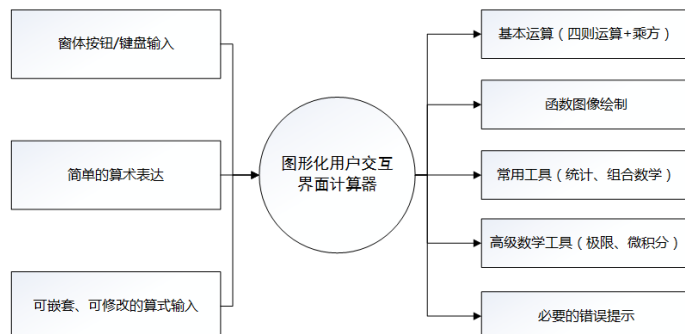 窗体按钮/键盘输入
简单的算术表达
可嵌套、可修改的算式输入
图形化用户交互
界面计算器
基本运算（四则运算+乘方）
函数图像绘制
常用工具（统计、组合数学）
高级数学工具（极限、微积分）
必要的错误提示